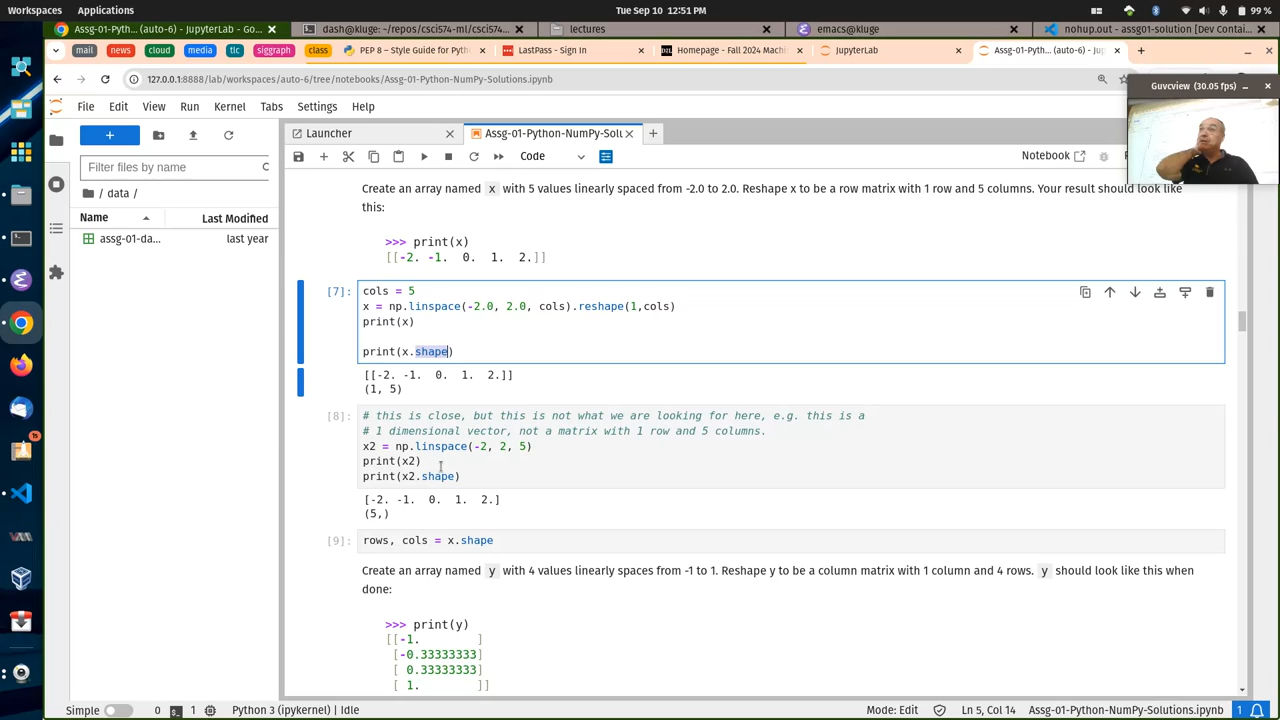 Workspaces Applications Tue Sep 10 12:51 PM 99 %
Assg-01-Python-NumPy-Solutions.ipynb (auto-6) - JupyterLab - Go... dash@kluge:~/repos/csci574-ml/csci574... lectures emacs@kluge nohup.out - assg01-solution [Dev Contai...
mail news cloud media tlc siggraph class PEP 8 – Style Guide for Pyth LastPass - Sign In Homepage - Fall 2024 Machi JupyterLab Assg-01-Python-NumPy-Sol (auto-6) - Jup
127.0.0.1:8888/lab/workspaces/auto-6/tree/notebooks/Assg-01-Python-NumPy-Solutions.ipynb
Guvcview (30.05 fps)
File Edit View Run Kernel Tabs Settings Help
Launcher Assg-01-Python-NumPy-Solu
Code Notebook
Filter files by name
/ data /
Name Last Modified
assg-01-da... last year
Create an array named x with 5 values linearly spaced from -2.0 to 2.0. Reshape x to be a row matrix with 1 row and 5 columns. Your result should look like
this:
>>> print(x)
[[-2. -1. 0. 1. 2.]]
[7]: cols = 5
x = np.linspace(-2.0, 2.0, cols).reshape(1,cols)
print(x)
print(x.shape)
[[-2. -1. 0. 1. 2.]]
(1, 5)
[8]: # this is close, but this is not what we are looking for here, e.g. this is a
# 1 dimensional vector, not a matrix with 1 row and 5 columns.
x2 = np.linspace(-2, 2, 5)
print(x2)
print(x2.shape)
[-2. -1. 0. 1. 2.]
(5,)
[9]: rows, cols = x.shape
Create an array named y with 4 values linearly spaces from -1 to 1. Reshape y to be a column matrix with 1 column and 4 rows. y should look like this when
done:
>>> print(y)
[[-1. ]
[-0.33333333]
[ 0.33333333]
[ 1. ]]
Simple 0 1 Python 3 (ipykernel) | Idle Mode: Edit Ln 5, Col 14 Assg-01-Python-NumPy-Solutions.ipynb 1